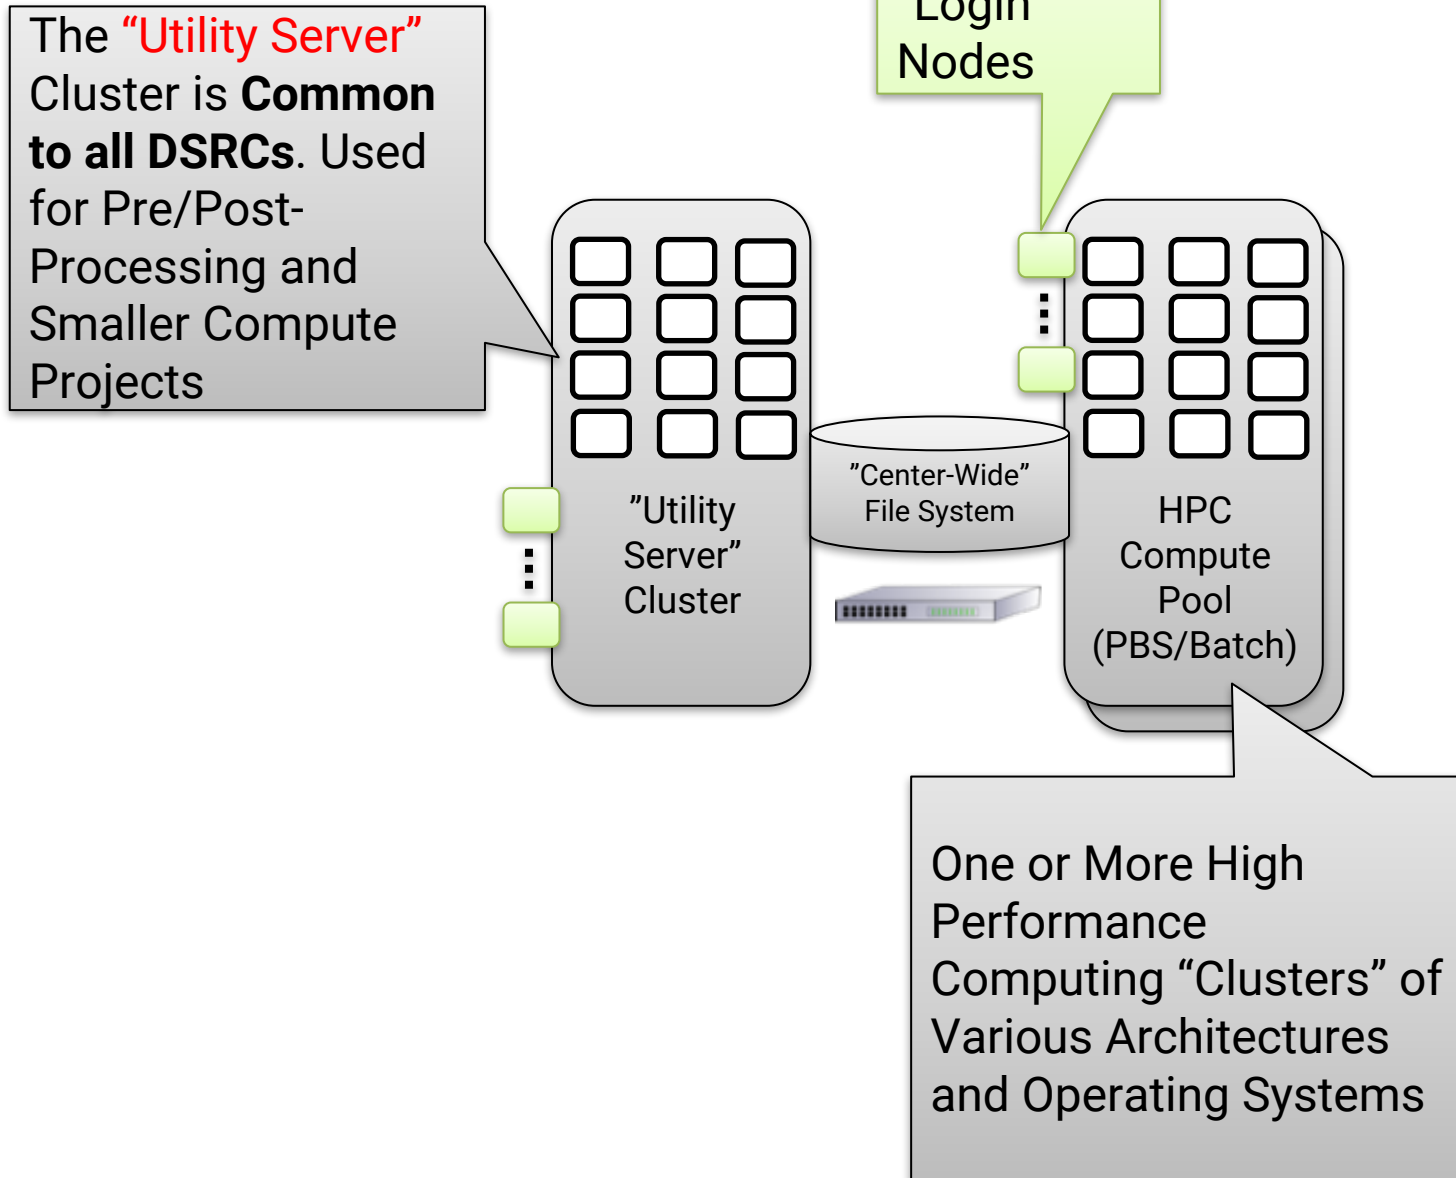 The “Utility Server”
Cluster is Common
to all DSRCs. Used
for Pre/Post-
Processing and
Smaller Compute
Projects
Login
Nodes
”Utility
Server”
Cluster
”Center-Wide”
File System
HPC
Compute
Pool
(PBS/Batch)
One or More High
Performance
Computing “Clusters” of
Various Architectures
and Operating Systems